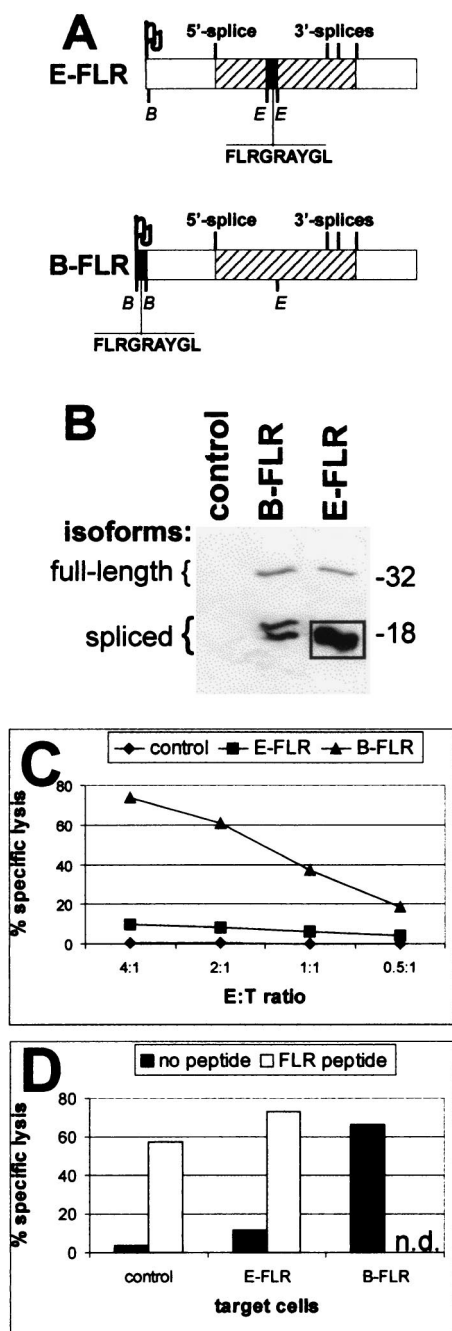 A
5'-splice 3'-splices
E-FLR
B E E
FLRGRAYGL
5'-splice 3'-splices
B-FLR
B B E
FLRGRAYGL
B
control B-FLR E-FLR
isoforms:
full-length { -32
spliced { -18
C
control E-FLR B-FLR
% specific lysis
80
60
40
20
0
4:1 2:1 1:1 0.5:1
E:T ratio
D
no peptide FLR peptide
% specific lysis
80
60
40
20
0
n.d.
control E-FLR B-FLR
target cells